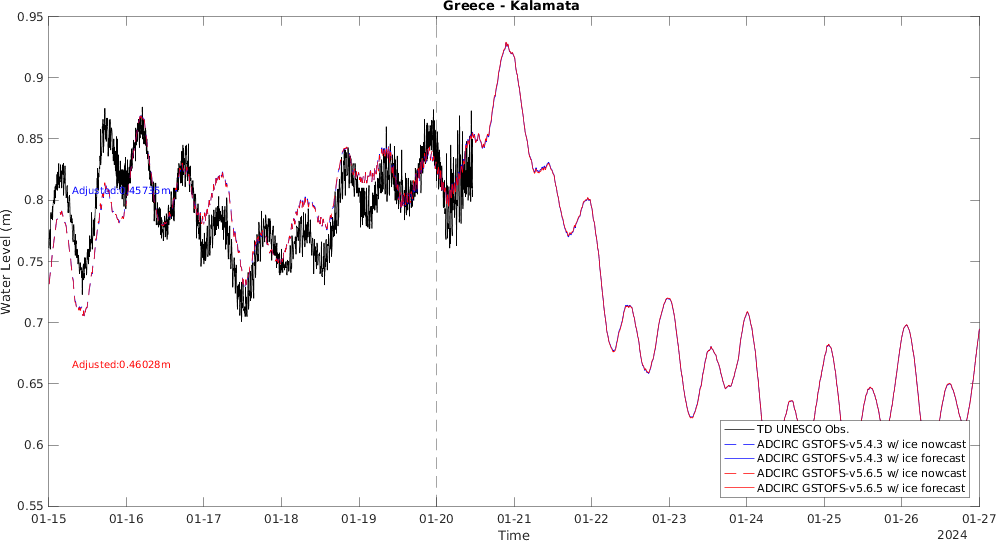 Greece - Kalamata
0.95
0.9
0.85
0.8
0.75
0.7
0.65
0.6
0.55
Water Level (m)
Adjusted:0.45735m
Adjusted:0.46028m
TD UNESCO Obs.
ADCIRC GSTOFS-v5.4.3 w/ ice nowcast
ADCIRC GSTOFS-v5.4.3 w/ ice forecast
ADCIRC GSTOFS-v5.6.5 w/ ice nowcast
ADCIRC GSTOFS-v5.6.5 w/ ice forecast
01-15 01-16 01-17 01-18 01-19 01-20 01-21 01-22 01-23 01-24 01-25 01-26 01-27
Time
2024